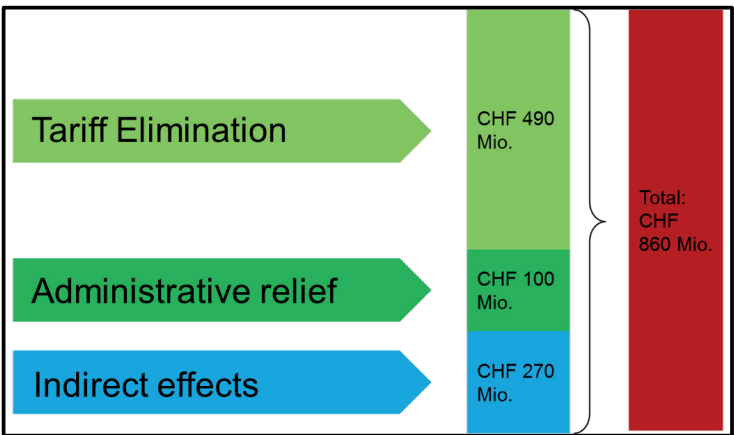 Tariff Elimination
CHF 490
Mio.
Total:
CHF
860 Mio.
Administrative relief
CHF 100
Mio.
Indirect effects
CHF 270
Mio.